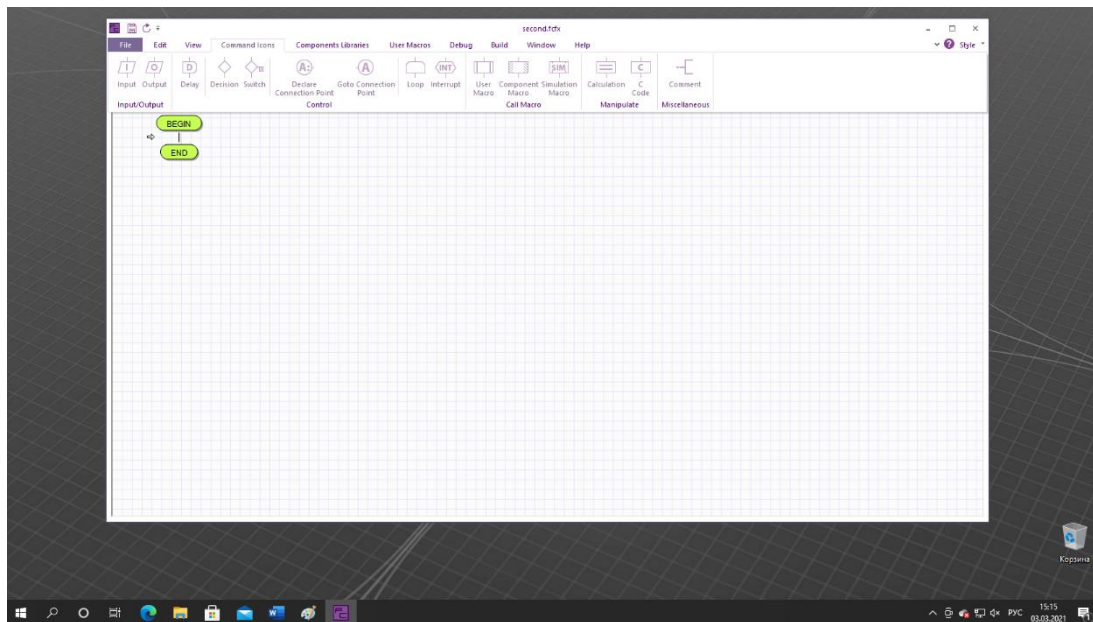 second.fcfx
File Edit View Command Icons Components Libraries User Macros Debug Build Window Help Style
Input Output Delay Decision Switch Declare Connection Point Goto Connection Point Loop Interrupt User Macro Component Macro Simulation Macro Calculation C Code Comment
Input/Output Control Call Macro Manipulate Miscellaneous
BEGIN
END
Корзина
РУС 15:15
03.03.2021